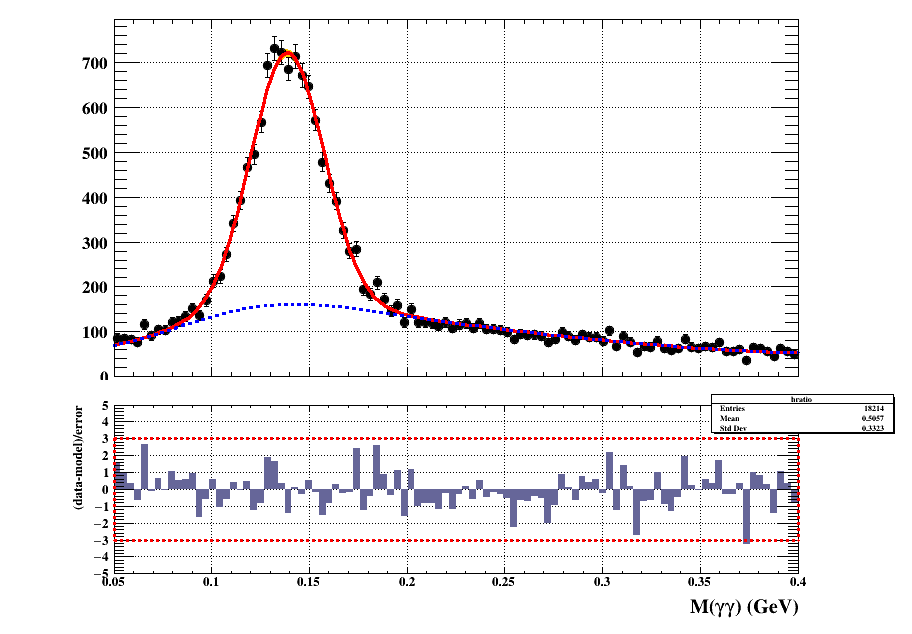 700
600
500
400
300
200
100
0
(data-model)/error
5
4
3
2
1
0
−1
−2
−3
−4
−5
hratio
Entries 18214
Mean 0.5057
Std Dev 0.3323
0.05 0.1 0.15 0.2 0.25 0.3 0.35 0.4
M(γγ) (GeV)